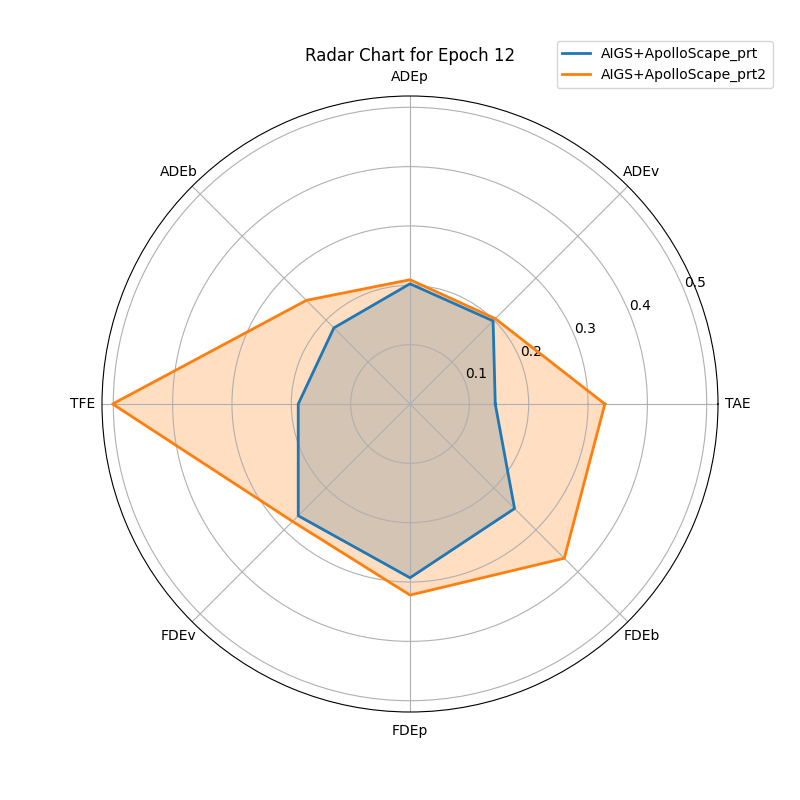 Radar Chart for Epoch 12
AIGS+ApolloScape_prt
AIGS+ApolloScape_prt2
ADEp
ADEb
ADEv
0.5
0.4
0.3
0.2
0.1
TFE
TAE
FDEv
FDEb
FDEp